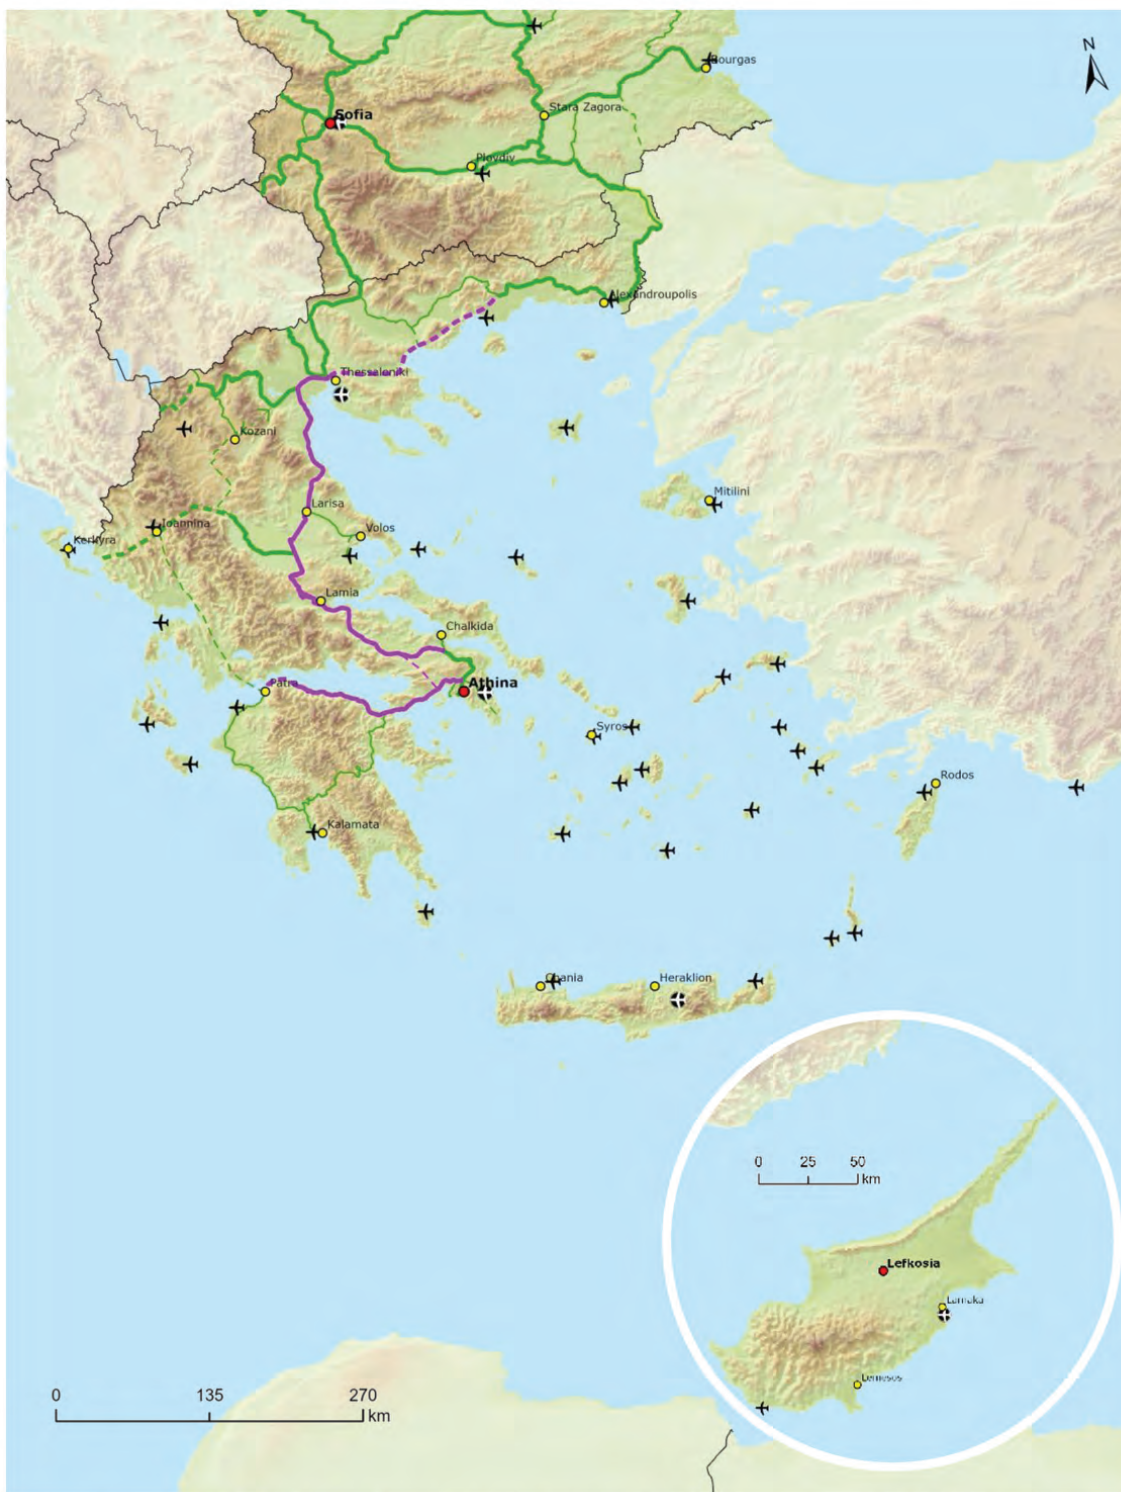 N
Bourgas
Stara Zagora
Sofia
Plovdiv
Alexandroupolis
Thessaloniki
Kozani
Mitilini
Larisa
Ioannina
Volos
Kerkyra
Lamia
Chalkida
Patra
Athina
Syros
Rodos
Kalamata
Chania
Heraklion
0 25 50
km
Lefkosia
Larnaka
Lemesos
0 135 270
km